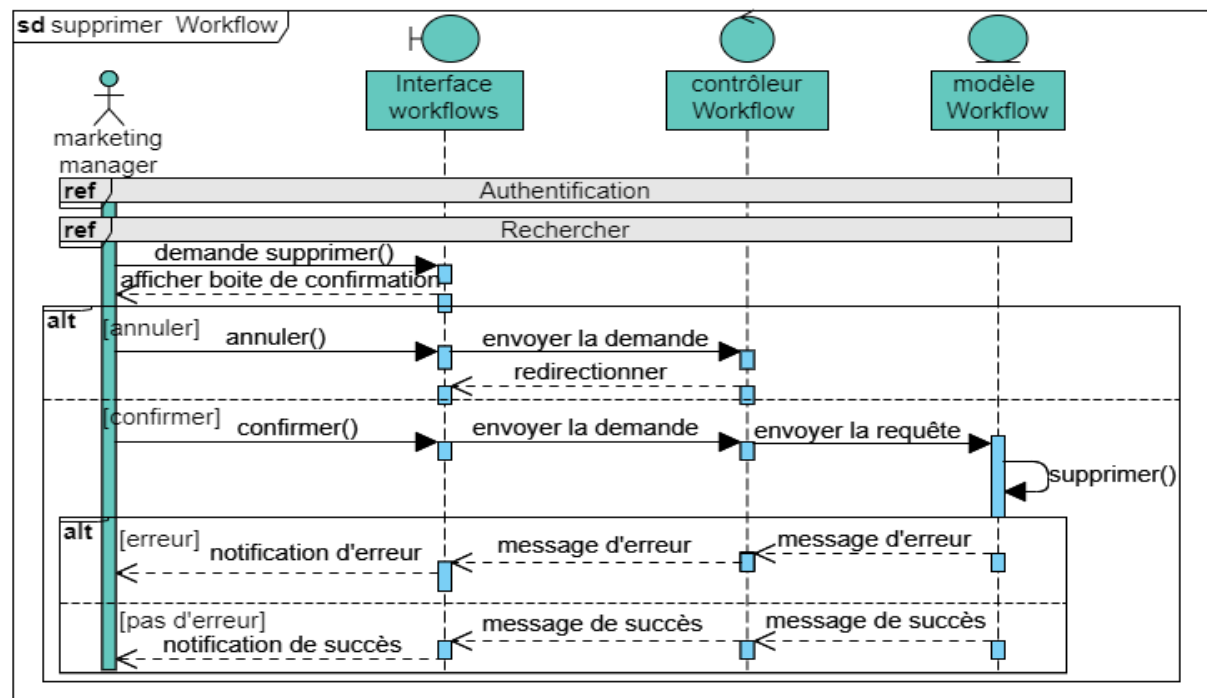 sd supprimer Workflow
marketing
manager
Interface
workflows
contrôleur
Workflow
modèle
Workflow
ref Authentification
ref Rechercher
demande supprimer()
afficher boite de confirmation
alt
[annuler]
annuler()
envoyer la demande
redirectionner
[confirmer]
confirmer()
envoyer la demande
envoyer la requête
supprimer()
alt
[erreur]
message d'erreur
message d'erreur
notification d'erreur
[pas d'erreur]
message de succès
message de succès
notification de succès